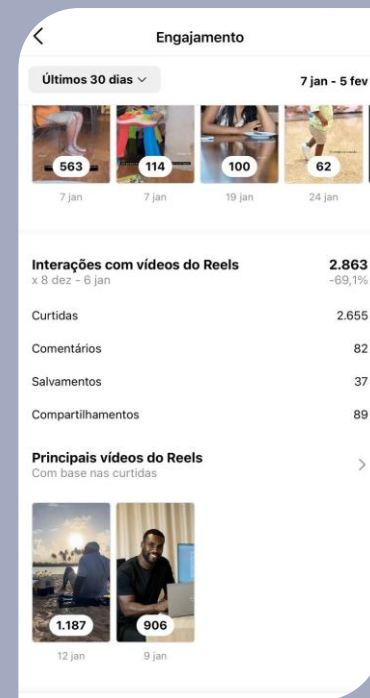 Engajamento
Últimos 30 dias
7 jan - 5 fev
563
114
100
62
7 jan
7 jan
19 jan
24 jan
Interações com vídeos do Reels
2.863
x 8 dez - 6 jan
-69,1%
Curtidas
2.655
Comentários
82
Salvamentos
37
Compartilhamentos
89
Principais vídeos do Reels
Com base nas curtidas
1.187
906
12 jan
9 jan